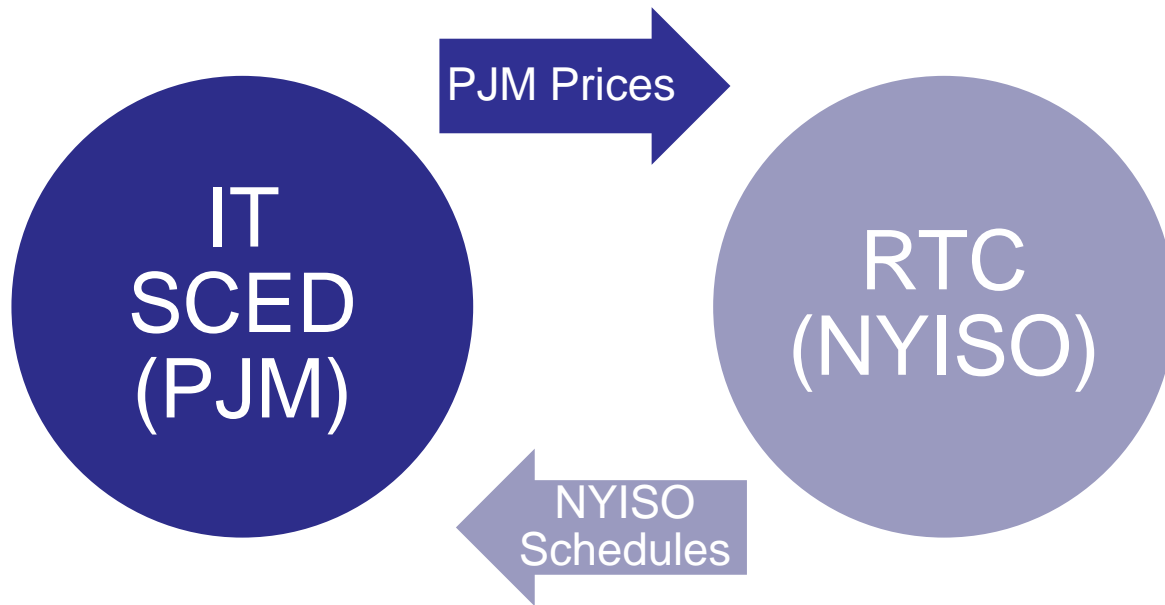 PJM Prices
IT
SCED
(PJM)
RTC
(NYISO)
NYISO
Schedules